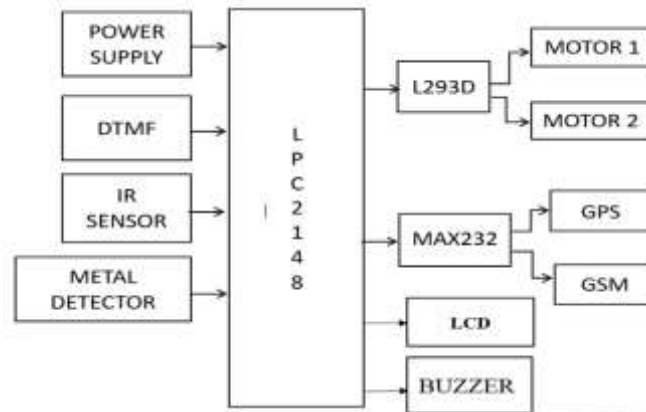 POWER
SUPPLY
DTMF
IR
SENSOR
METAL
DETECTOR
L
P
C
2
1
4
8
L293D
MOTOR 1
MOTOR 2
MAX232
GPS
GSM
LCD
BUZZER